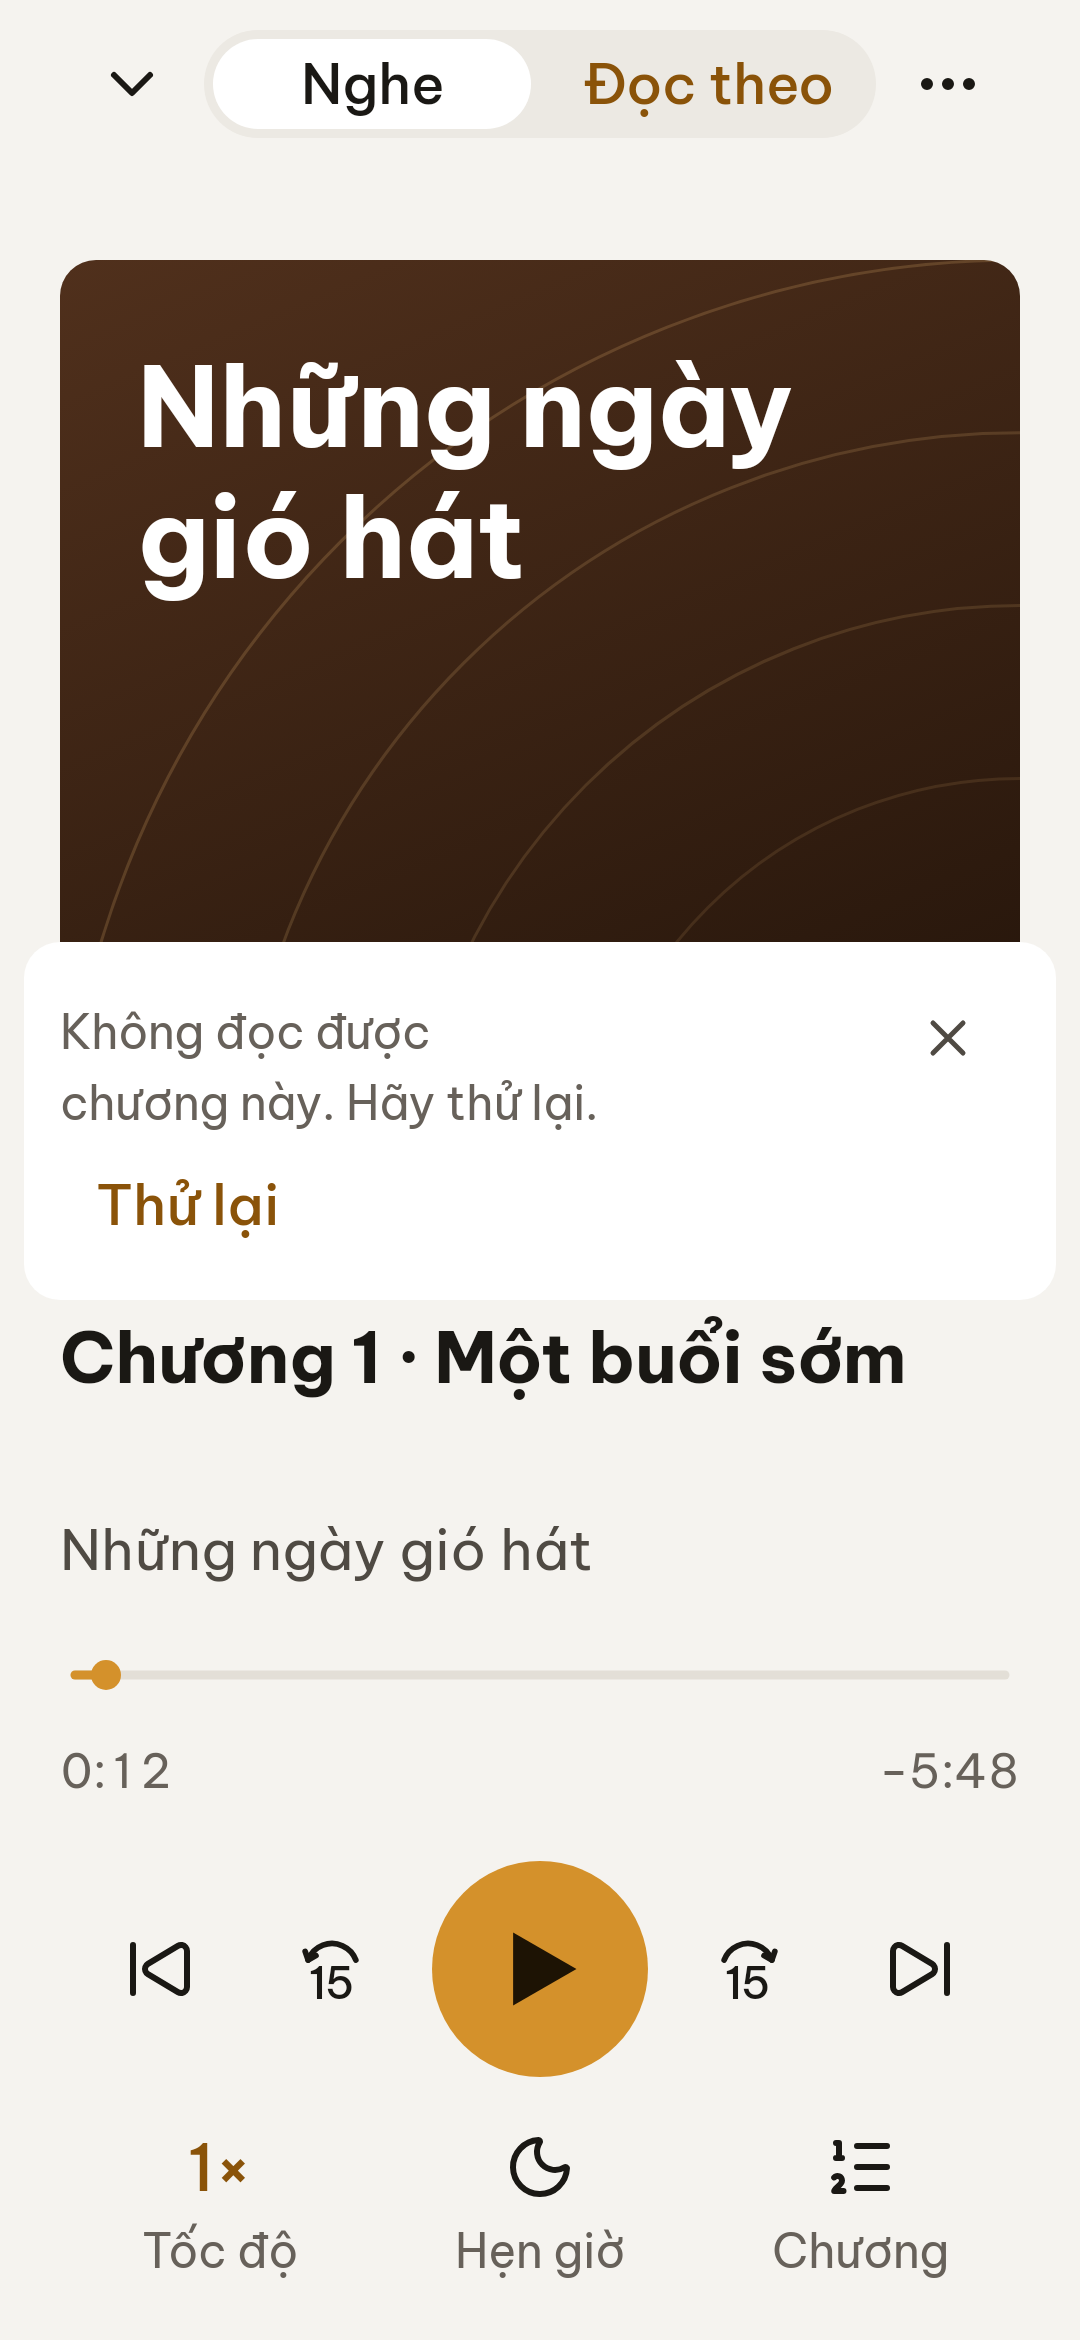 Nghe
Đọc theo
Những ngày
gió hát
Không đọc được
chương này. Hãy thử lại.
Thử lại
Chương 1 · Một buổi sớm
Những ngày gió hát
0:12
−5:48
15
15
1×
Tốc độ
Hẹn giờ
Chương